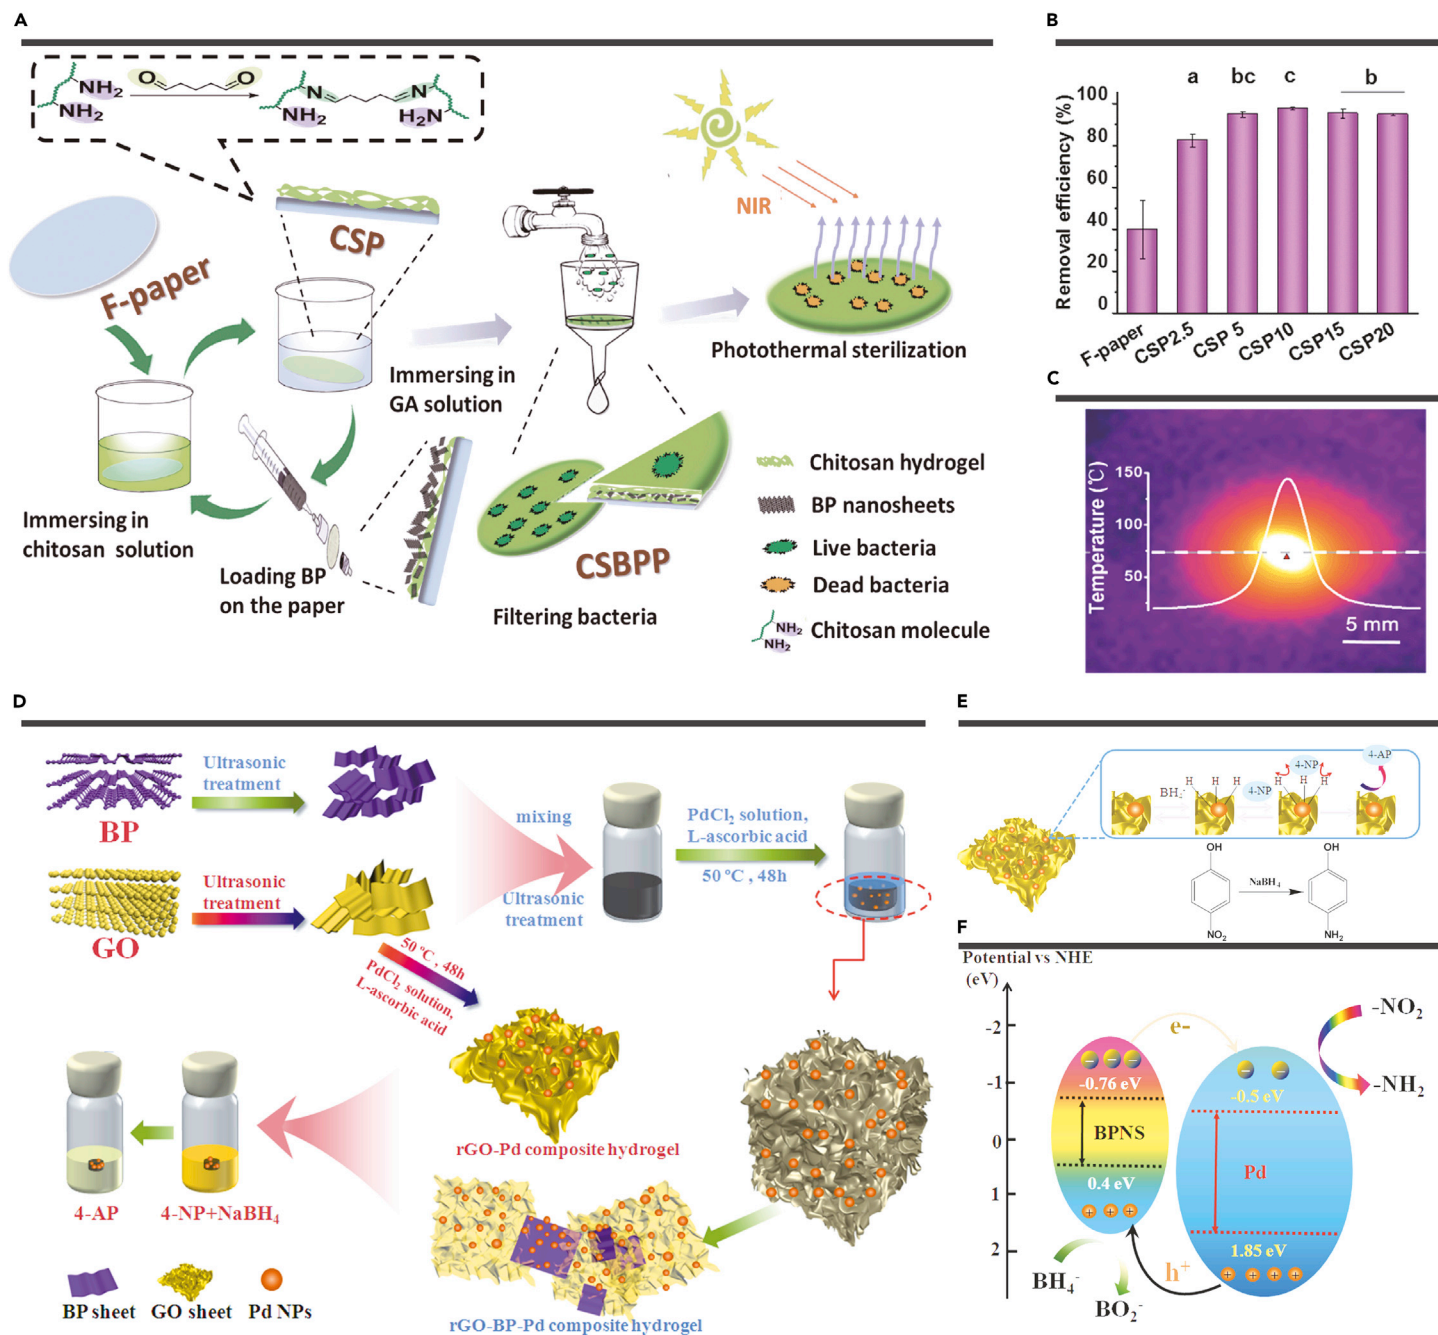 A
NH2
NH2
O
O
N
N
NH2
H2N
CSP
F-paper
NIR
Photothermal sterilization
Immersing in
GA solution
Immersing in
chitosan solution
Loading BP
on the paper
CSBPP
Filtering bacteria
Chitosan hydrogel
BP nanosheets
Live bacteria
Dead bacteria
NH2
NH2
Chitosan molecule
B
a
bc
c
b
Removal efficiency (%)
100
80
60
40
20
0
F-paper
CSP2.5
CSP 5
CSP10
CSP15
CSP20
C
Temperature (℃)
150
100
50
5 mm
D
BP
Ultrasonic
treatment
GO
Ultrasonic
treatment
mixing
Ultrasonic
treatment
PdCl2 solution,
L-ascorbic acid
50 ºC , 48h
50 ºC , 48h
PdCl2 solution,
L-ascorbic acid
rGO-Pd composite hydrogel
4-AP
4-NP+NaBH4
BP sheet
GO sheet
Pd NPs
rGO-BP-Pd composite hydrogel
E
BH4-
H
H
H
4-NP
4-NP
H
H
H
4-AP
OH
NO2
NaBH4
OH
NH2
F
Potential vs NHE
(eV)
-2
-1
0
1
2
e-
-0.76 eV
BPNS
0.4 eV
-0.5 eV
Pd
1.85 eV
-NO2
-NH2
h+
BH4-
BO2-